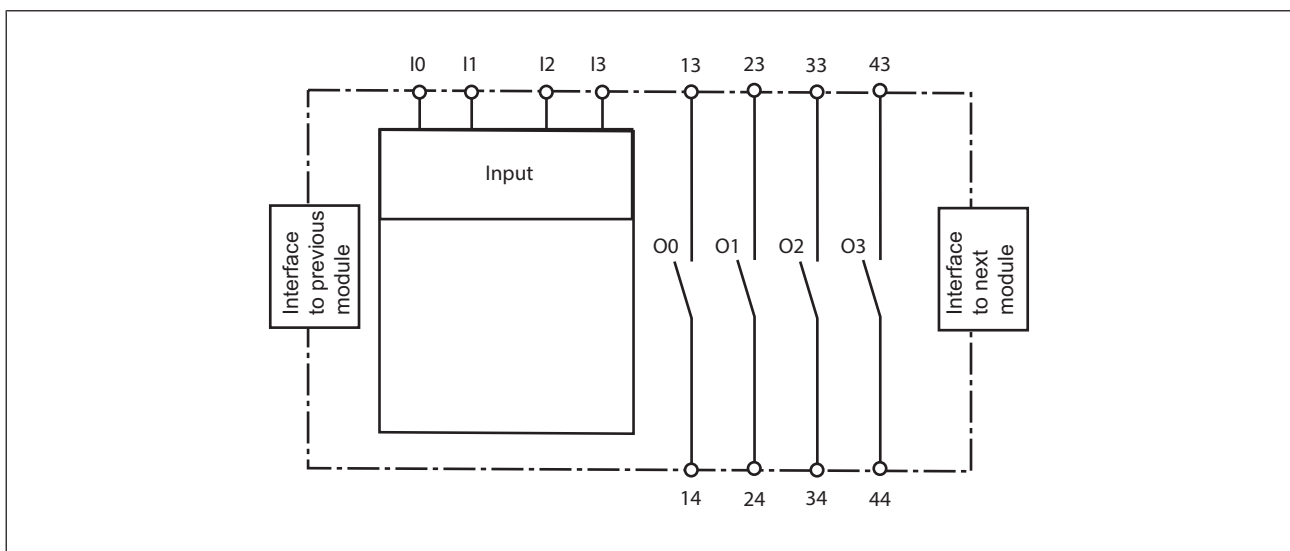 I0 I1 I2 I3 13 23 33 43
Input
Interface
to previous
module
O0 O1 O2 O3
Interface
to next
module
14 24 34 44